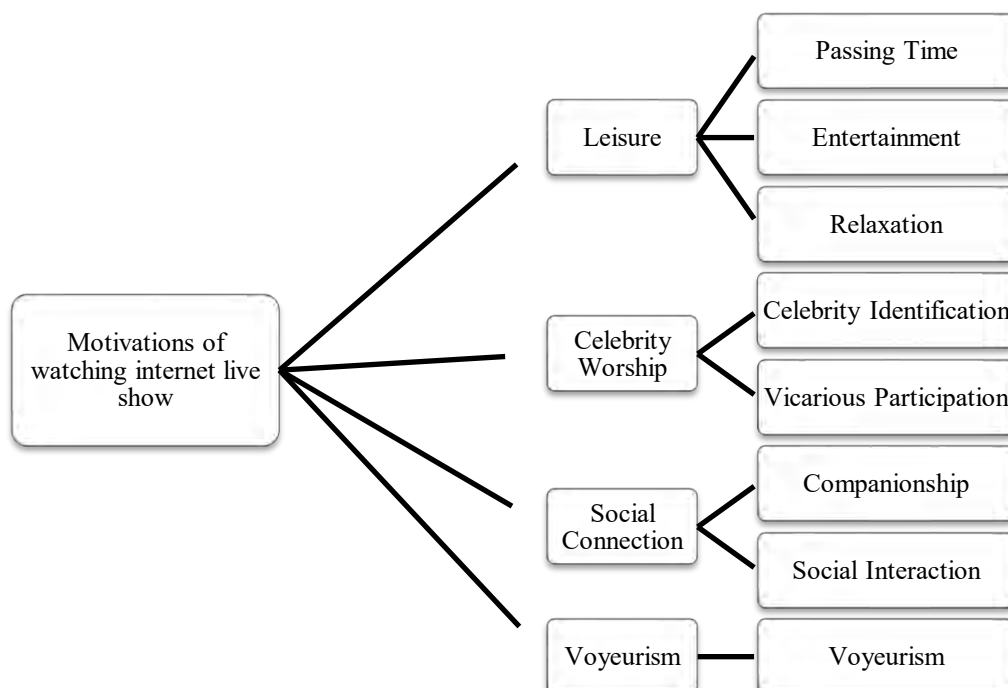 Motivations of
watching internet live
show
Leisure
Passing Time
Entertainment
Relaxation
Celebrity
Worship
Celebrity Identification
Vicarious Participation
Social
Connection
Companionship
Social Interaction
Voyeurism
Voyeurism